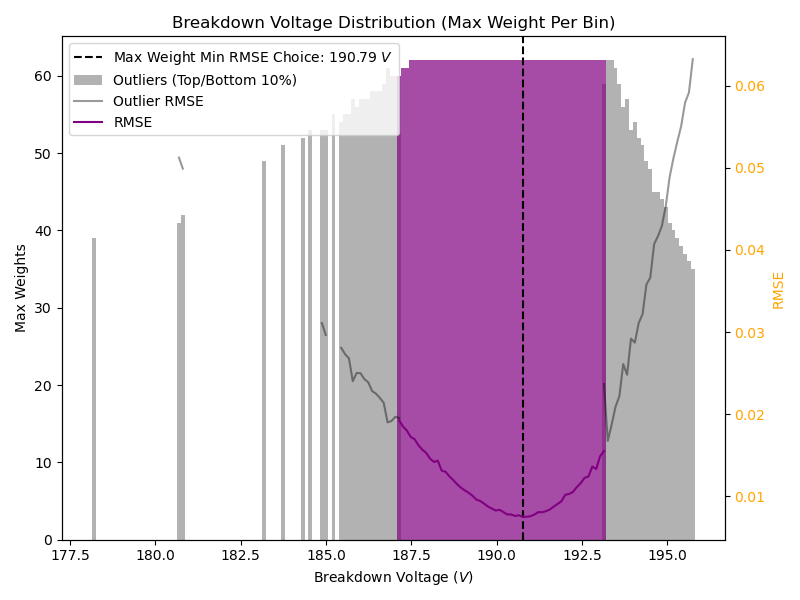 Breakdown Voltage Distribution (Max Weight Per Bin)
Max Weight Min RMSE Choice: 190.79 V
Outliers (Top/Bottom 10%)
Outlier RMSE
RMSE
60
50
40
30
20
10
0
Max Weights
0.06
0.05
0.04
0.03
0.02
0.01
RMSE
177.5 180.0 182.5 185.0 187.5 190.0 192.5 195.0
Breakdown Voltage (V)